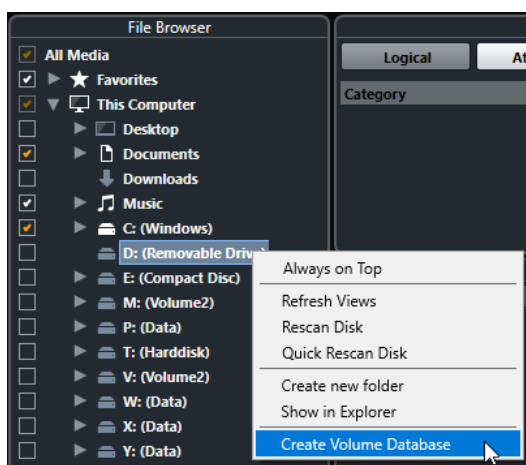 File Browser
All Media
Favorites
This Computer
Desktop
Documents
Downloads
Music
C: (Windows)
D: (Removable Driv
E: (Compact Disc)
M: (Volume2)
P: (Data)
T: (Harddisk)
V: (Volume2)
W: (Data)
X: (Data)
Y: (Data)
Logical
At
Category
Always on Top
Refresh Views
Rescan Disk
Quick Rescan Disk
Create new folder
Show in Explorer
Create Volume Database